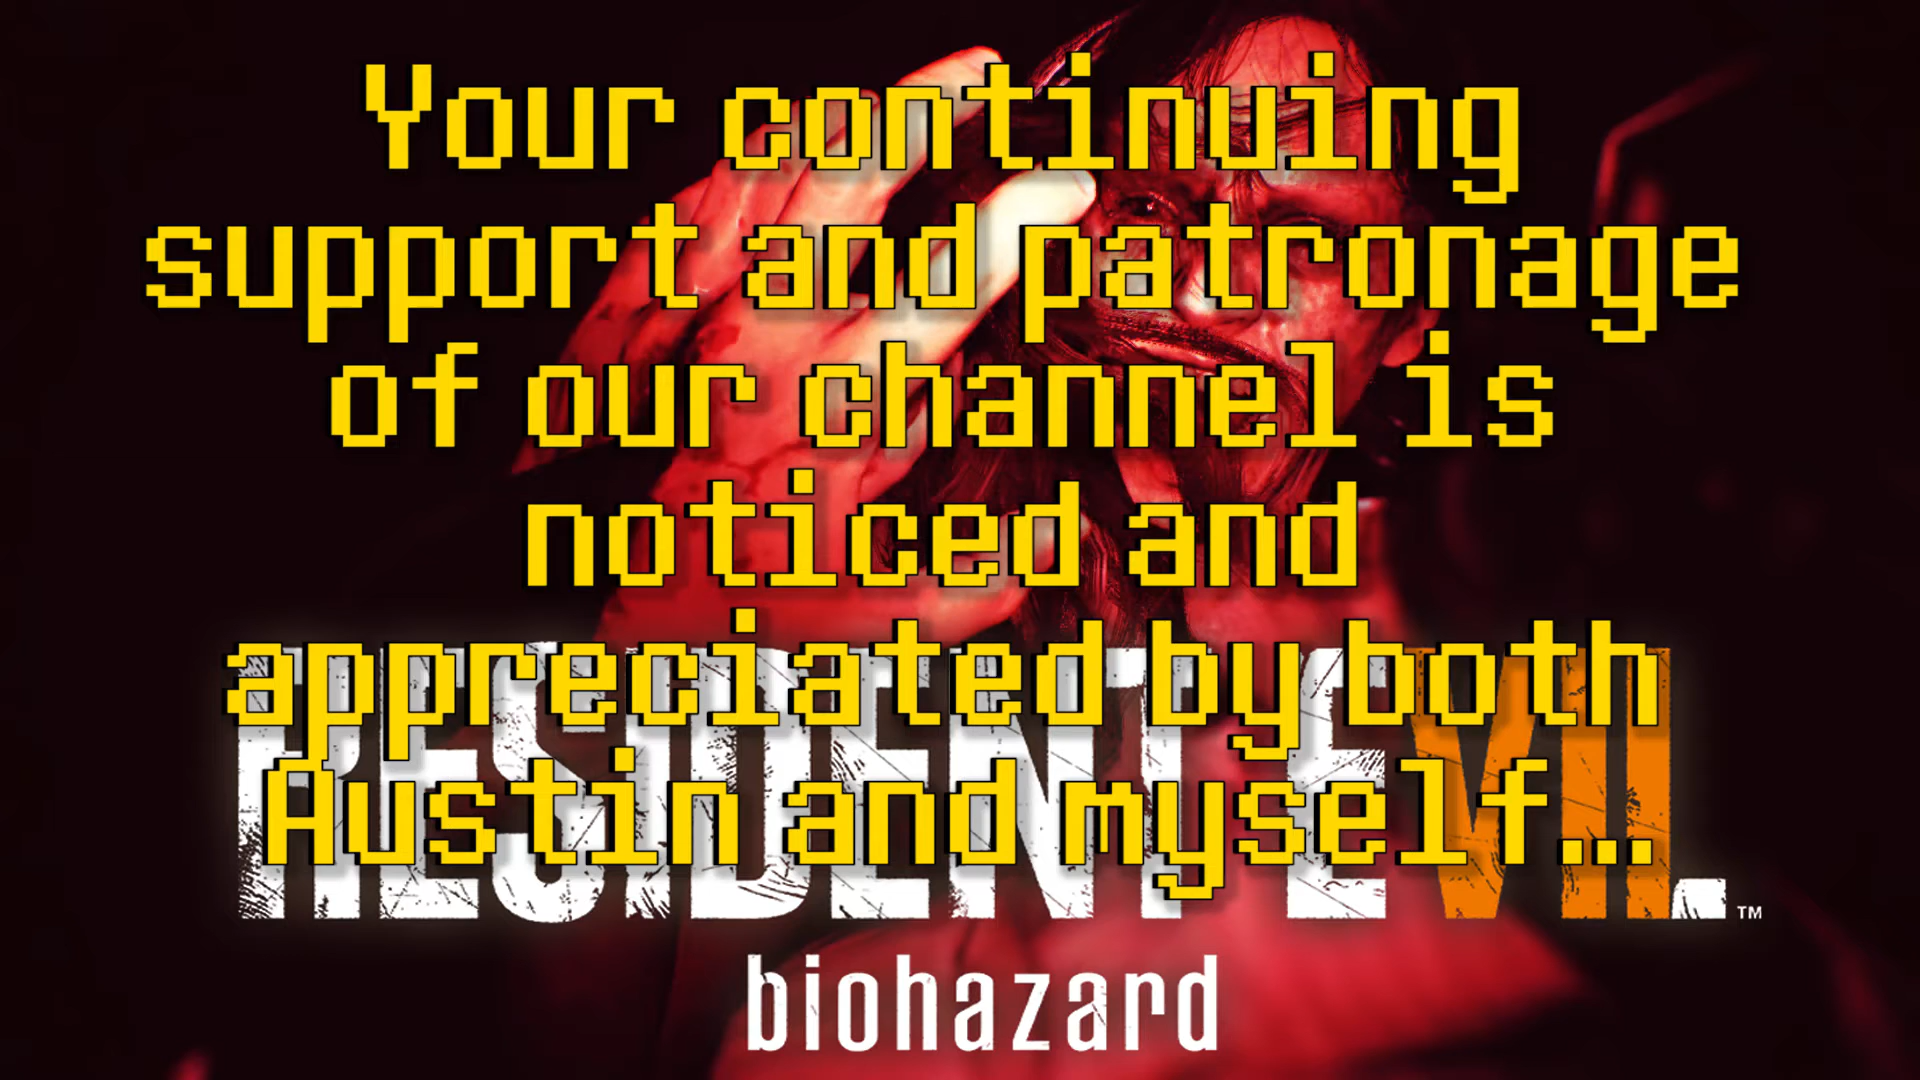 Your continuing
support and patronage
of our channel is
noticed and
appreciated by both
Austin and myself...
RESIDENT EVII.™
biohazard